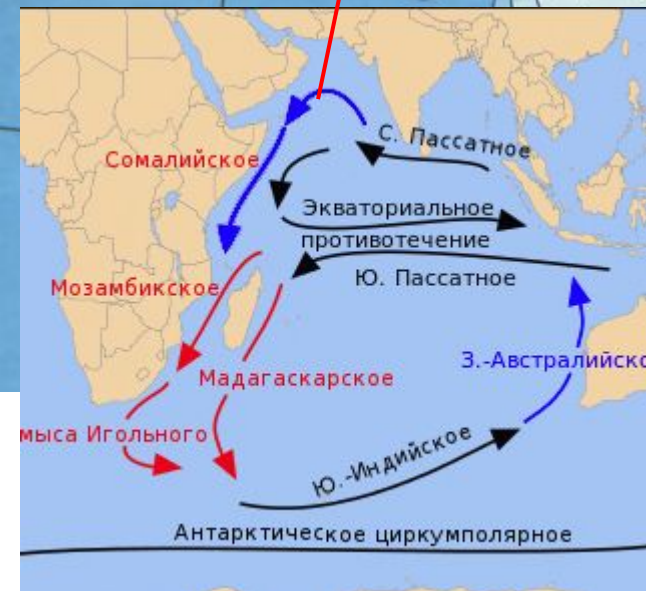 С. Пассатное
Сомалийское
Экваториальное
противотечение
Ю. Пассатное
Мозамбикское
З.-Австралийско
Мадагаскарское
мыса Игольного
Ю.-Индийское
Антарктическое циркумполярное